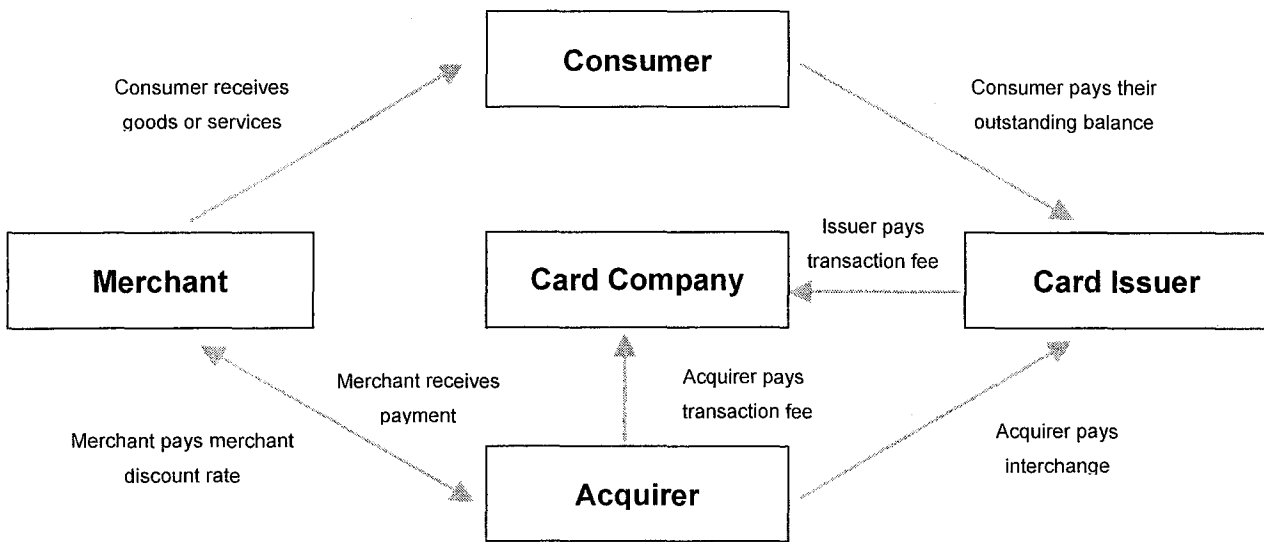 Consumer
Consumer receives
goods or services
Consumer pays their
outstanding balance
Merchant
Card Company
Issuer pays
transaction fee
Card Issuer
Merchant receives
payment
Merchant pays merchant
discount rate
Acquirer pays
transaction fee
Acquirer pays
interchange
Acquirer